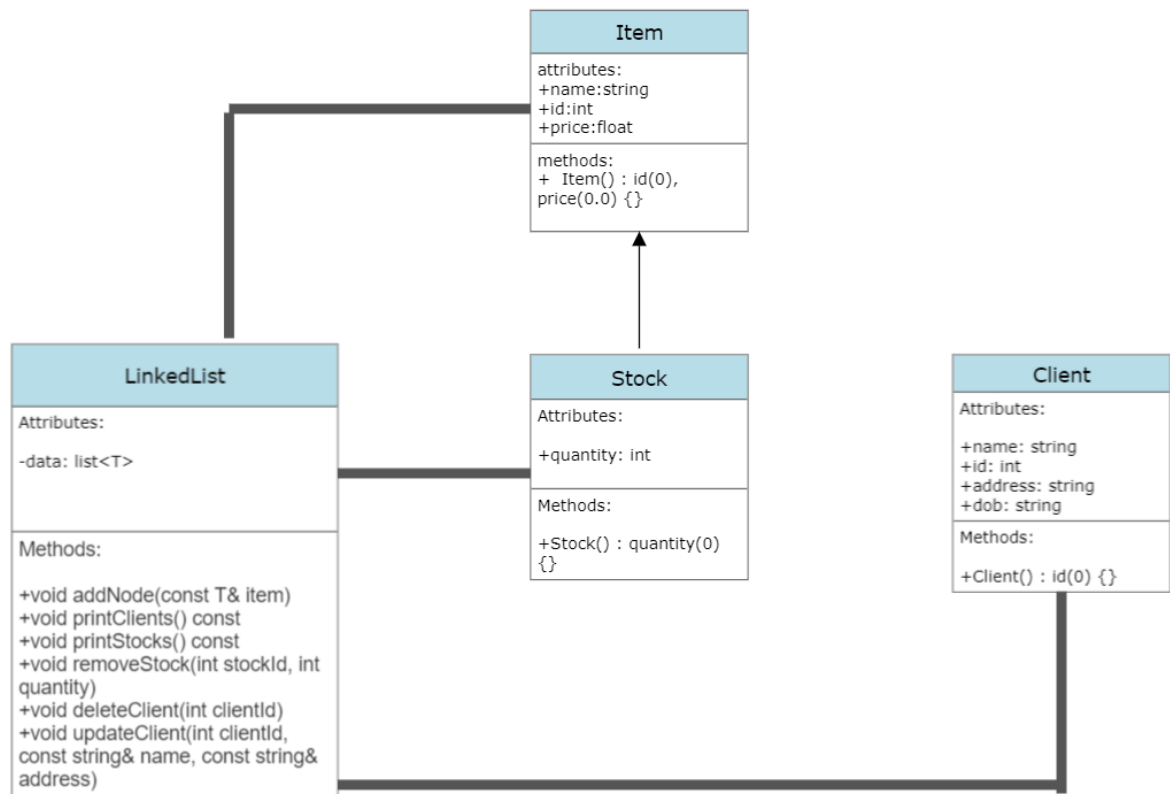 Item
attributes:
+name:string
+id:int
+price:float
methods:
+ Item() : id(0),
price(0.0) {}
LinkedList
Attributes:
-data: list<T>
Methods:
+void addNode(const T& item)
+void printClients() const
+void printStocks() const
+void removeStock(int stockId, int
quantity)
+void deleteClient(int clientId)
+void updateClient(int clientId,
const string& name, const string&
address)
Stock
Attributes:
+quantity: int
Methods:
+Stock() : quantity(0)
{}
Client
Attributes:
+name: string
+id: int
+address: string
+dob: string
Methods:
+Client() : id(0) {}